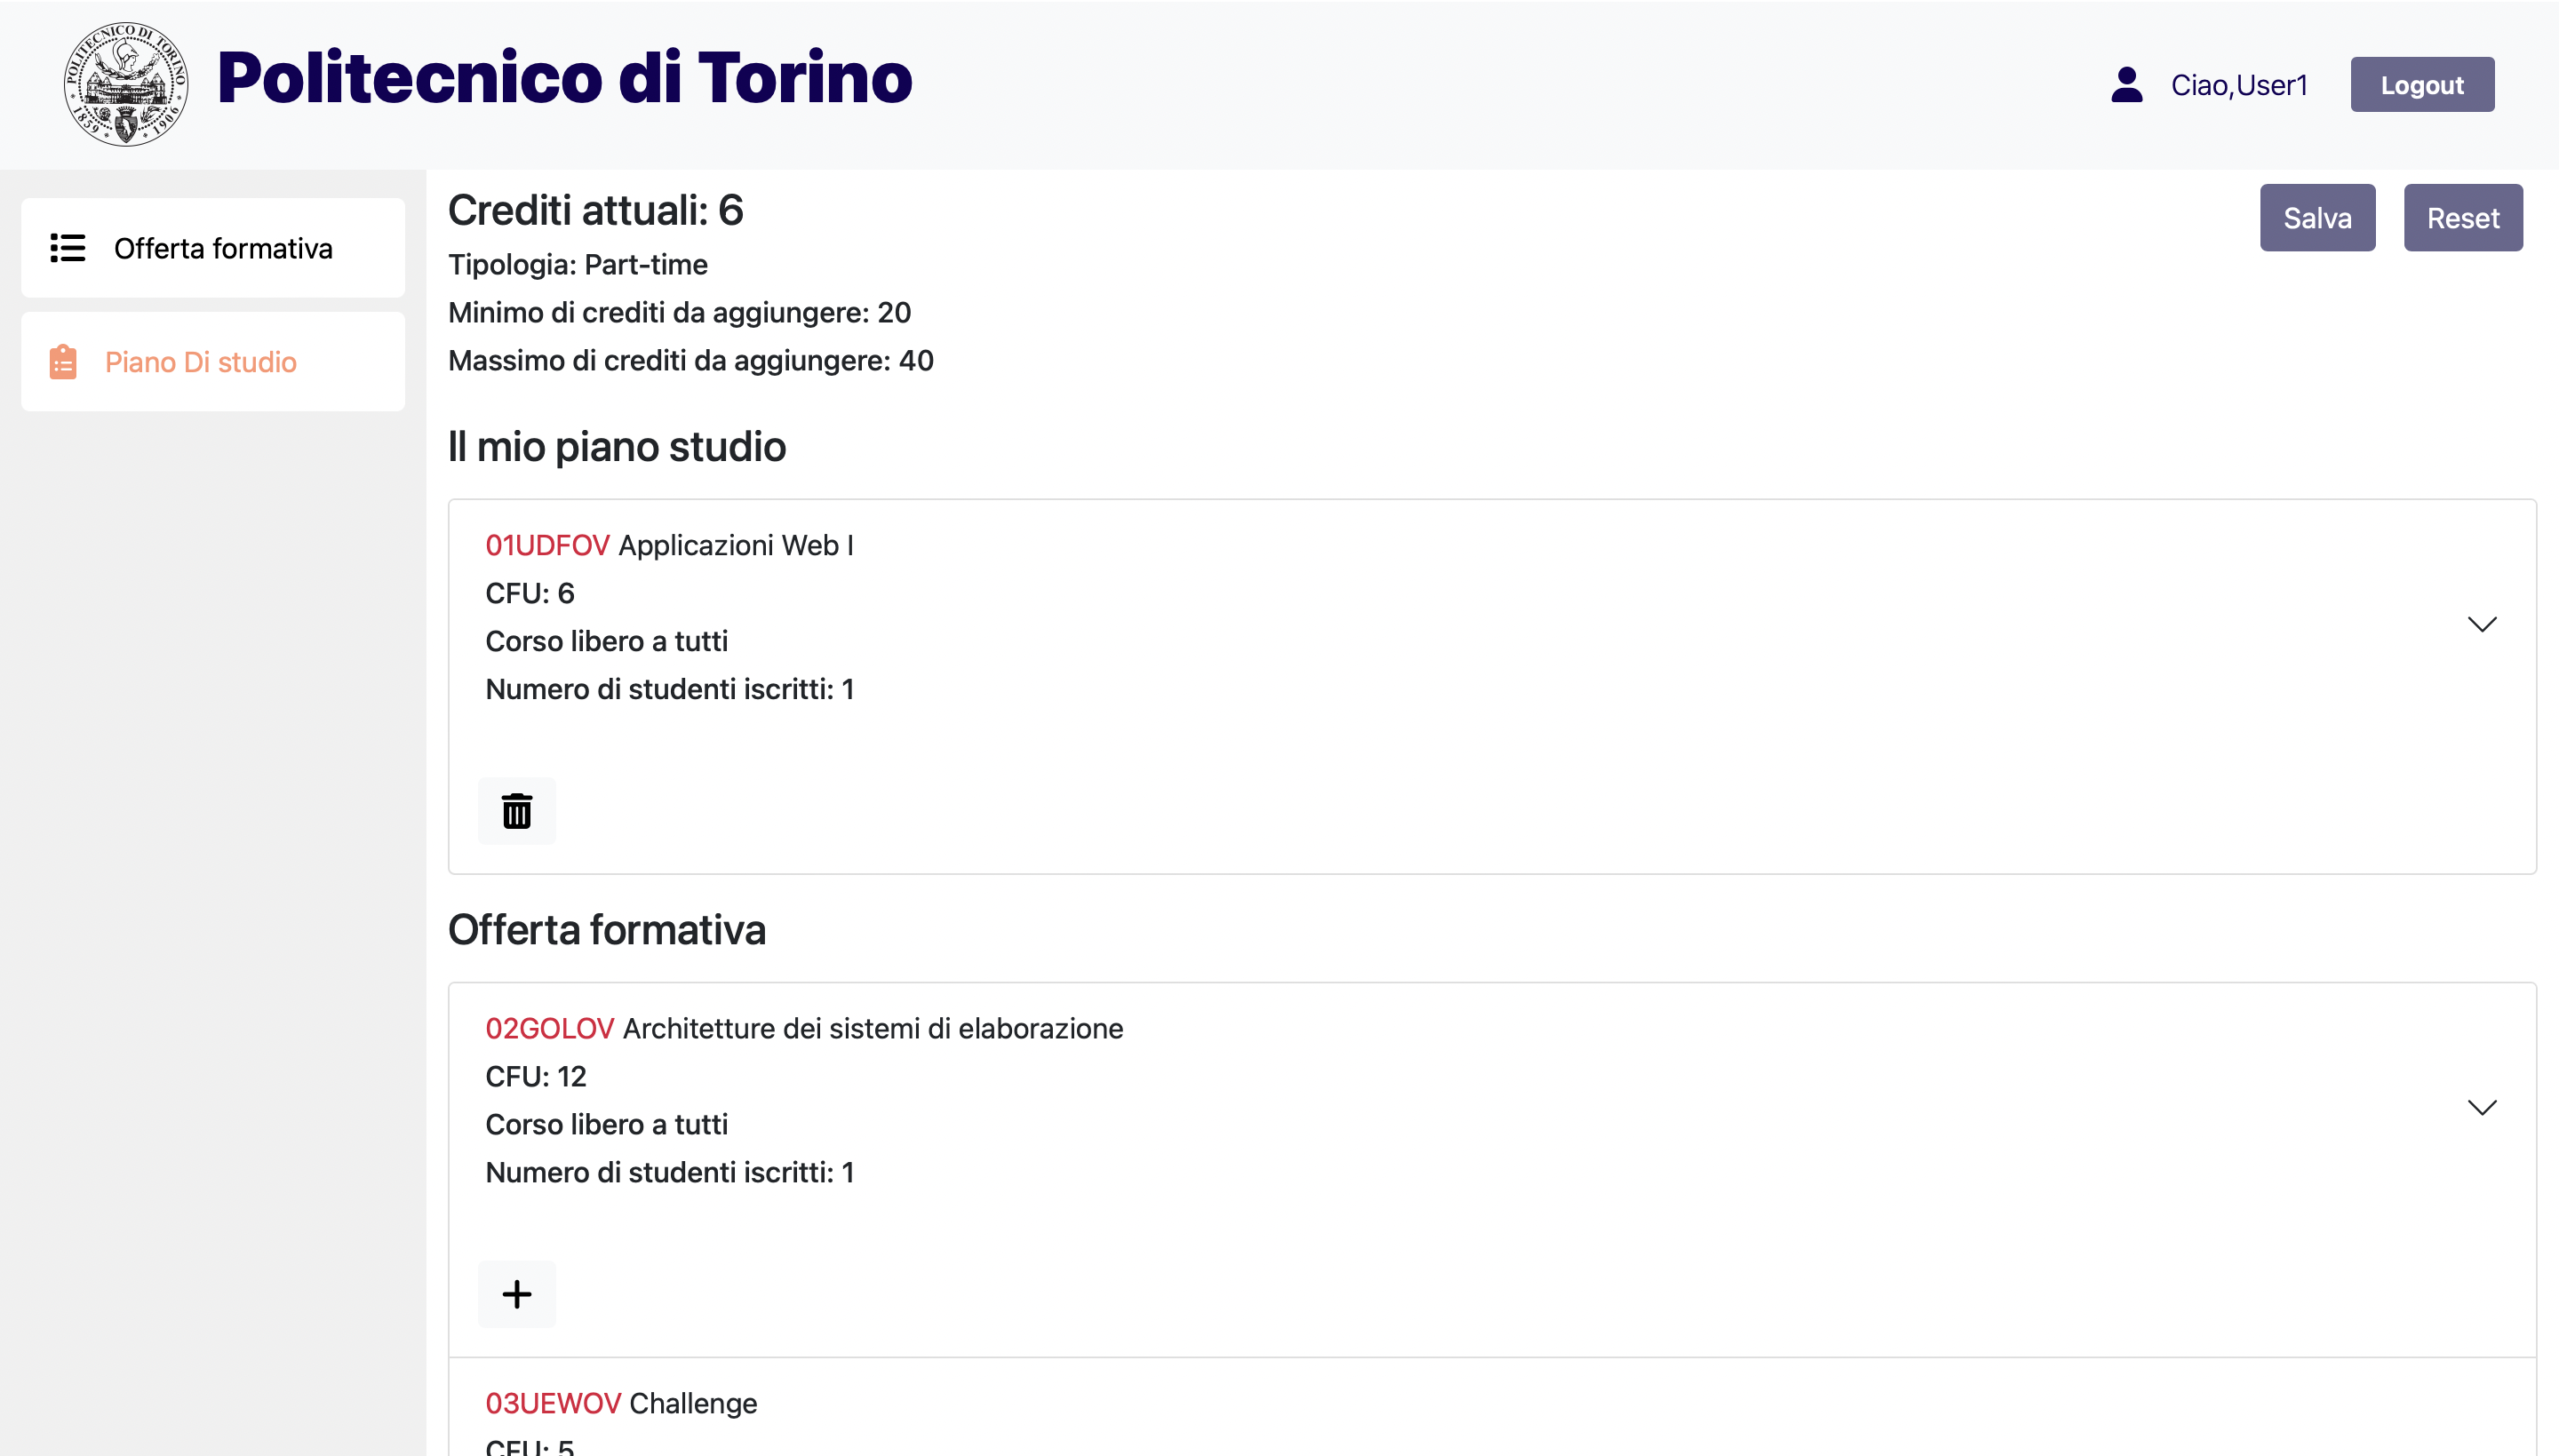 POLITECNICO DI TORINO
1859 * * 1906
Politecnico di Torino
Ciao,User1
Logout
Offerta formativa
Piano Di studio
Crediti attuali: 6
Salva
Reset
Tipologia: Part-time
Minimo di crediti da aggiungere: 20
Massimo di crediti da aggiungere: 40
Il mio piano studio
01UDFOV Applicazioni Web I
CFU: 6
Corso libero a tutti
Numero di studenti iscritti: 1
Offerta formativa
02GOLOV Architetture dei sistemi di elaborazione
CFU: 12
Corso libero a tutti
Numero di studenti iscritti: 1
03UEWOV Challenge
CFU: 5